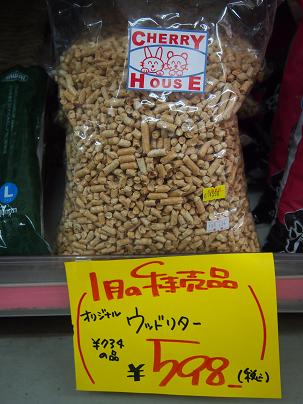 CHERRY
HOUSE
L
1月の特売品
オリジナル ウッドリター
¥734
の品
¥598-
(税込)